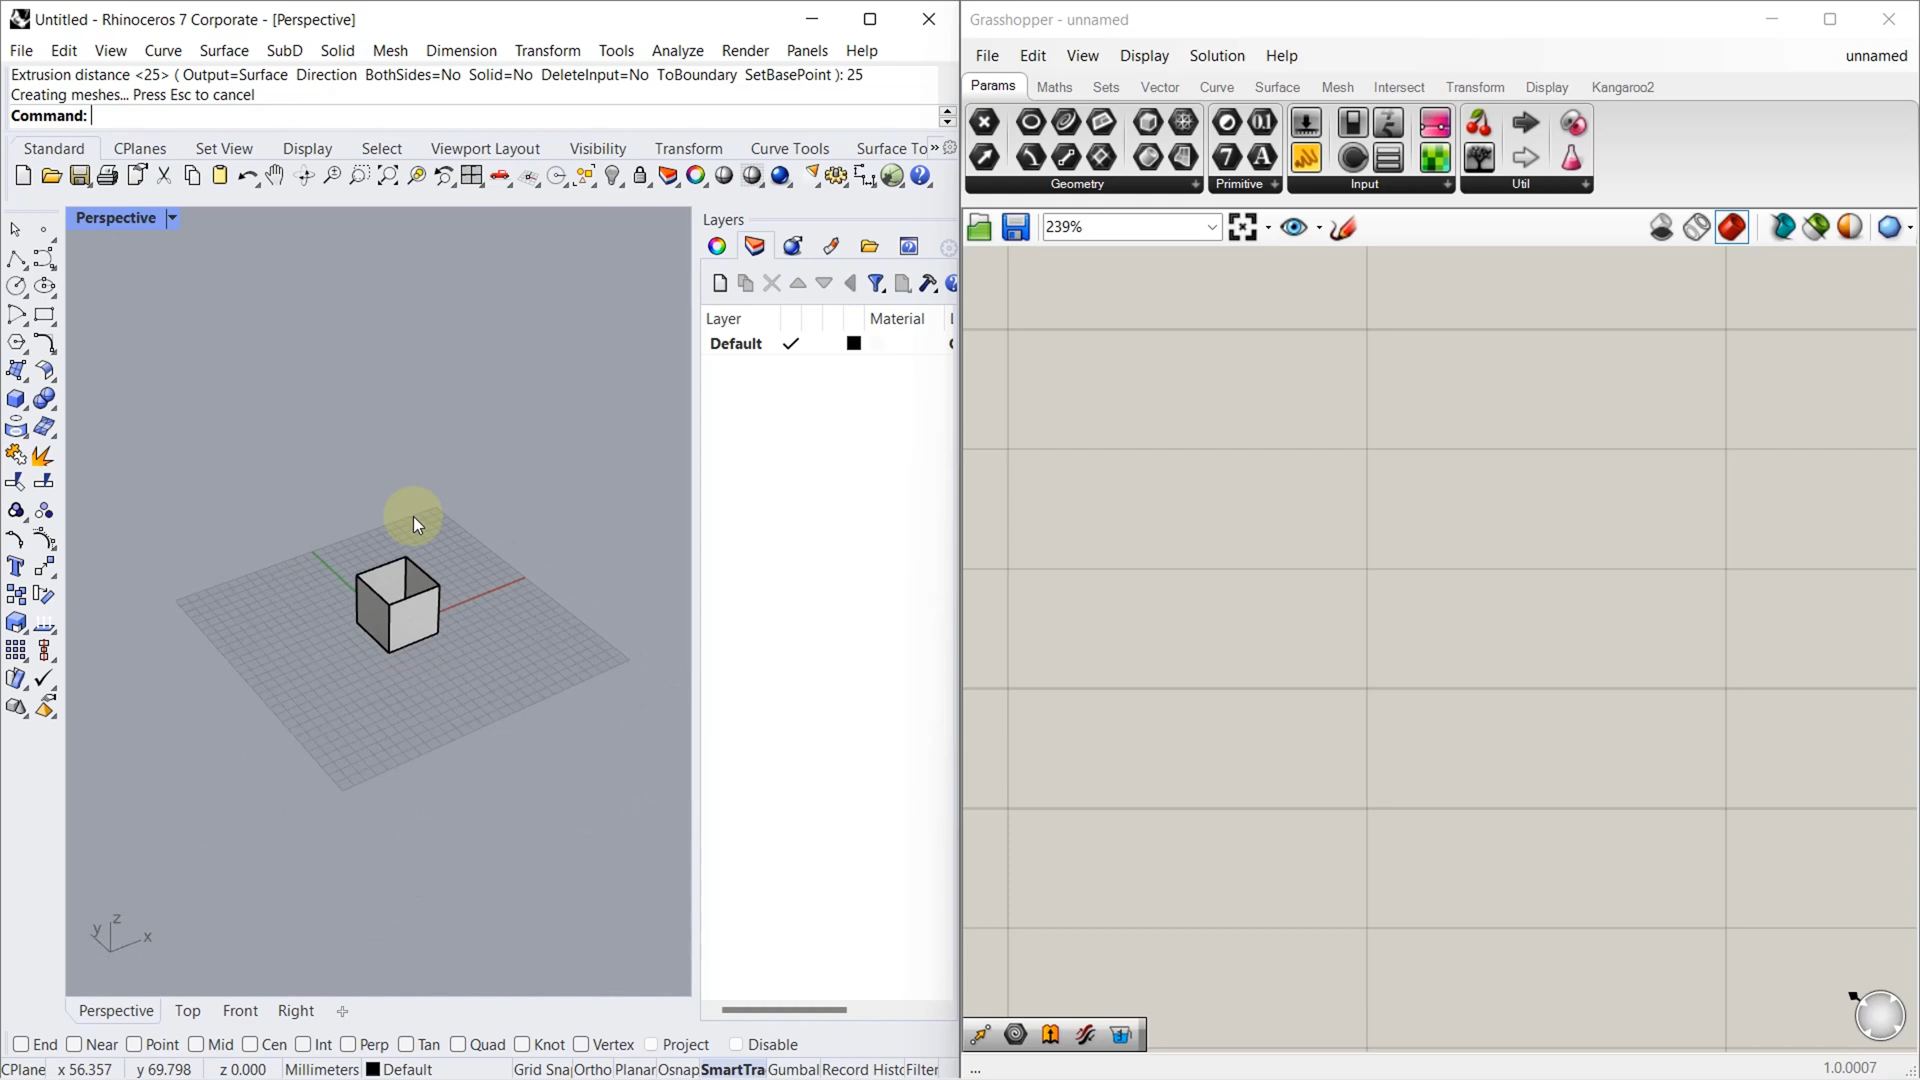 Untitled - Rhinoceros 7 Corporate - [Perspective]
File Edit View Curve Surface SubD Solid Mesh Dimension Transform Tools Analyze Render Panels Help
Extrusion distance <25> ( Output=Surface Direction BothSides=No Solid=No DeleteInput=No ToBoundary SetBasePoint ): 25
Creating meshes... Press Esc to cancel
Command:
Standard CPlanes Set View Display Select Viewport Layout Visibility Transform Curve Tools Surface To »
Perspective
Layers
Layer Material
Default
z
y
x
Perspective Top Front Right
End Near Point Mid Cen Int Perp Tan Quad Knot Vertex Project Disable
CPlane x 56.357 y 69.798 z 0.000 Millimeters Default Grid Snap Ortho Planar Osnap SmartTra Gumbal Record Histo Filter
Grasshopper - unnamed
File Edit View Display Solution Help unnamed
Params Maths Sets Vector Curve Surface Mesh Intersect Transform Display Kangaroo2
0.1
7 A
Geometry Primitive Input Util
239%
... 1.0.0007